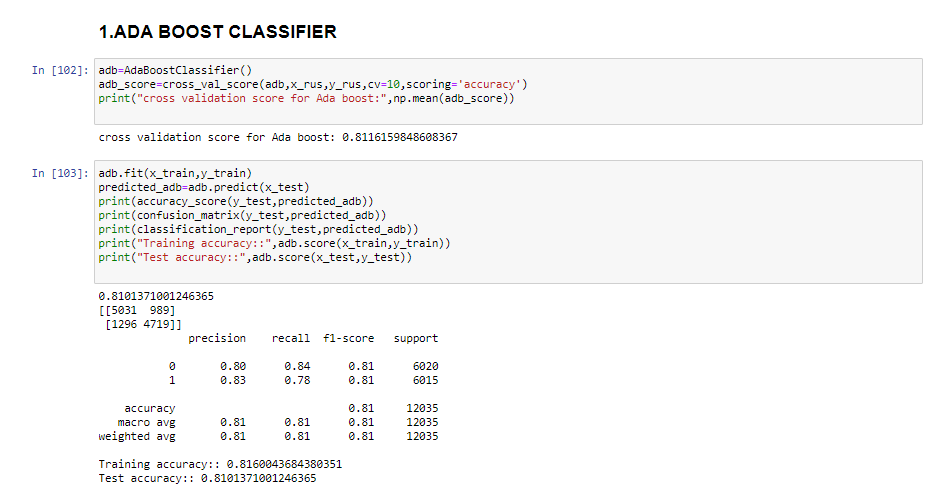 1.ADA BOOST CLASSIFIER
In [102]: adb=AdaBoostClassifier()
adb_score=cross_val_score(adb,x_rus,y_rus,cv=10,scoring='accuracy')
print("cross validation score for Ada boost:",np.mean(adb_score))
cross validation score for Ada boost: 0.8116159848608367
In [103]: adb.fit(x_train,y_train)
predicted_adb=adb.predict(x_test)
print(accuracy_score(y_test,predicted_adb))
print(confusion_matrix(y_test,predicted_adb))
print(classification_report(y_test,predicted_adb))
print("Training accuracy::",adb.score(x_train,y_train))
print("Test accuracy::",adb.score(x_test,y_test))
0.8101371001246365
[[5031  989]
 [1296 4719]]
              precision    recall  f1-score   support
           0       0.80      0.84      0.81      6020
           1       0.83      0.78      0.81      6015
    accuracy                           0.81     12035
   macro avg       0.81      0.81      0.81     12035
weighted avg       0.81      0.81      0.81     12035
Training accuracy:: 0.8160043684380351
Test accuracy:: 0.8101371001246365